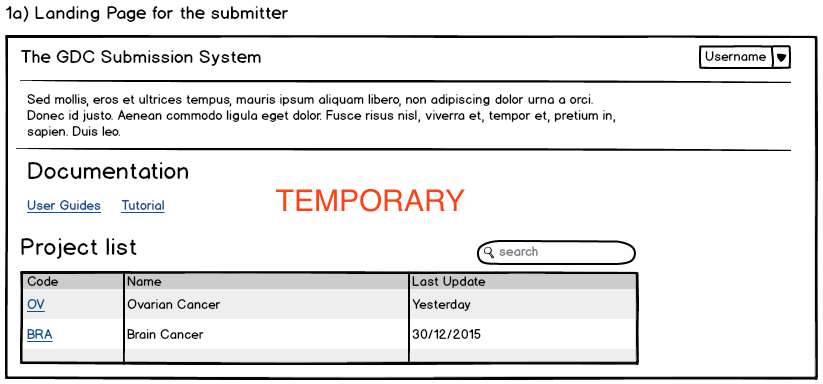 1a) Landing Page for the submitter
The GDC Submission System
Username
Sed mollis, eros et ultrices tempus, mauris ipsum aliquam libero, non adipiscing dolor urna a orci.
Donec id justo. Aenean commodo ligula eget dolor. Fusce risus nisl, viverra et, tempor et, pretium in,
sapien. Duis leo.
Documentation
User Guides Tutorial
TEMPORARY
Project list
search
Code Name Last Update
OV Ovarian Cancer Yesterday
BRA Brain Cancer 30/12/2015